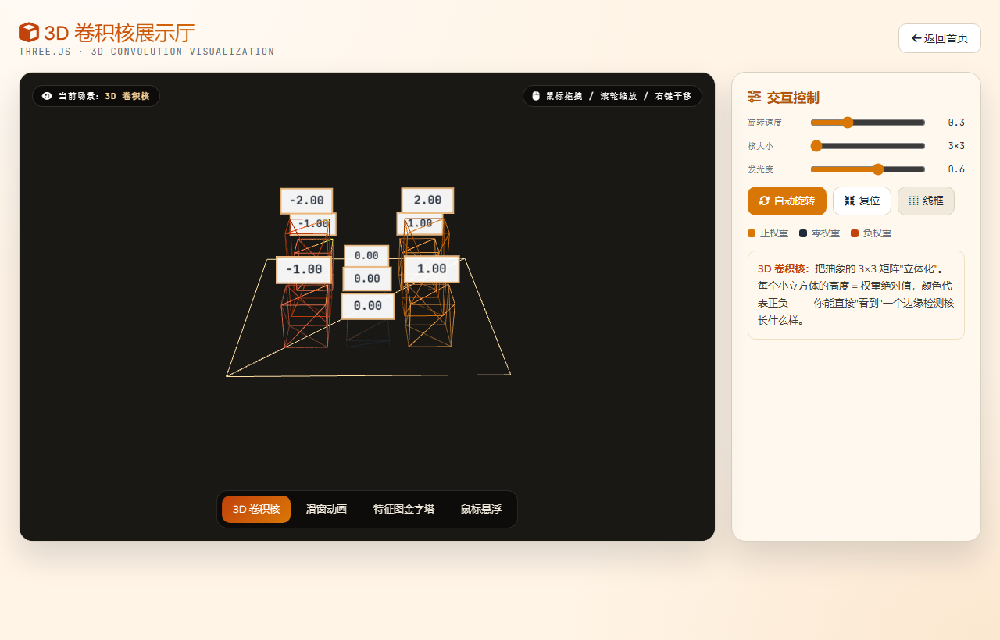 3D 卷积核展示厅
THREE.JS · 3D CONVOLUTION VISUALIZATION
返回首页
当前场景: 3D 卷积核
鼠标拖拽 / 滚轮缩放 / 右键平移
-2.00
2.00
-1.00
1.00
0.00
-1.00
0.00
1.00
0.00
3D 卷积核
滑窗动画
特征图金字塔
鼠标悬浮
交互控制
旋转速度
0.3
核大小
3×3
发光度
0.6
自动旋转
复位
线框
正权重
零权重
负权重
3D 卷积核：把抽象的 3×3 矩阵"立体化"。
每个小立方体的高度 = 权重绝对值，颜色代
表正负 —— 你能直接"看到"一个边缘检测核
长什么样。